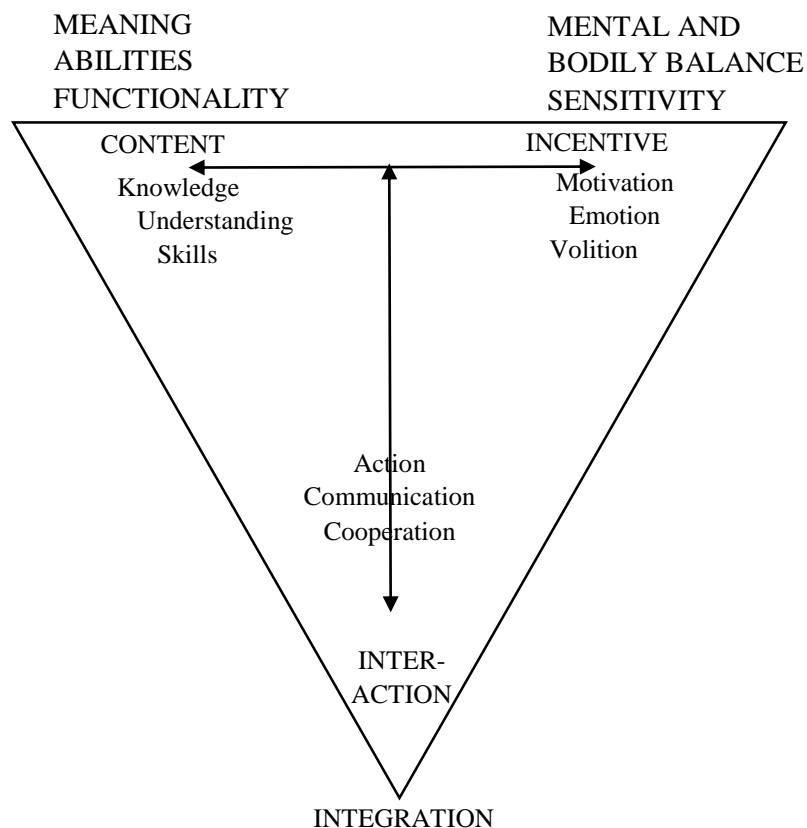 MEANING
ABILITIES
FUNCTIONALITY
MENTAL AND
BODILY BALANCE
SENSITIVITY
CONTENT
Knowledge
Understanding
Skills
INCENTIVE
Motivation
Emotion
Volition
Action
Communication
Cooperation
INTER-
ACTION
INTEGRATION